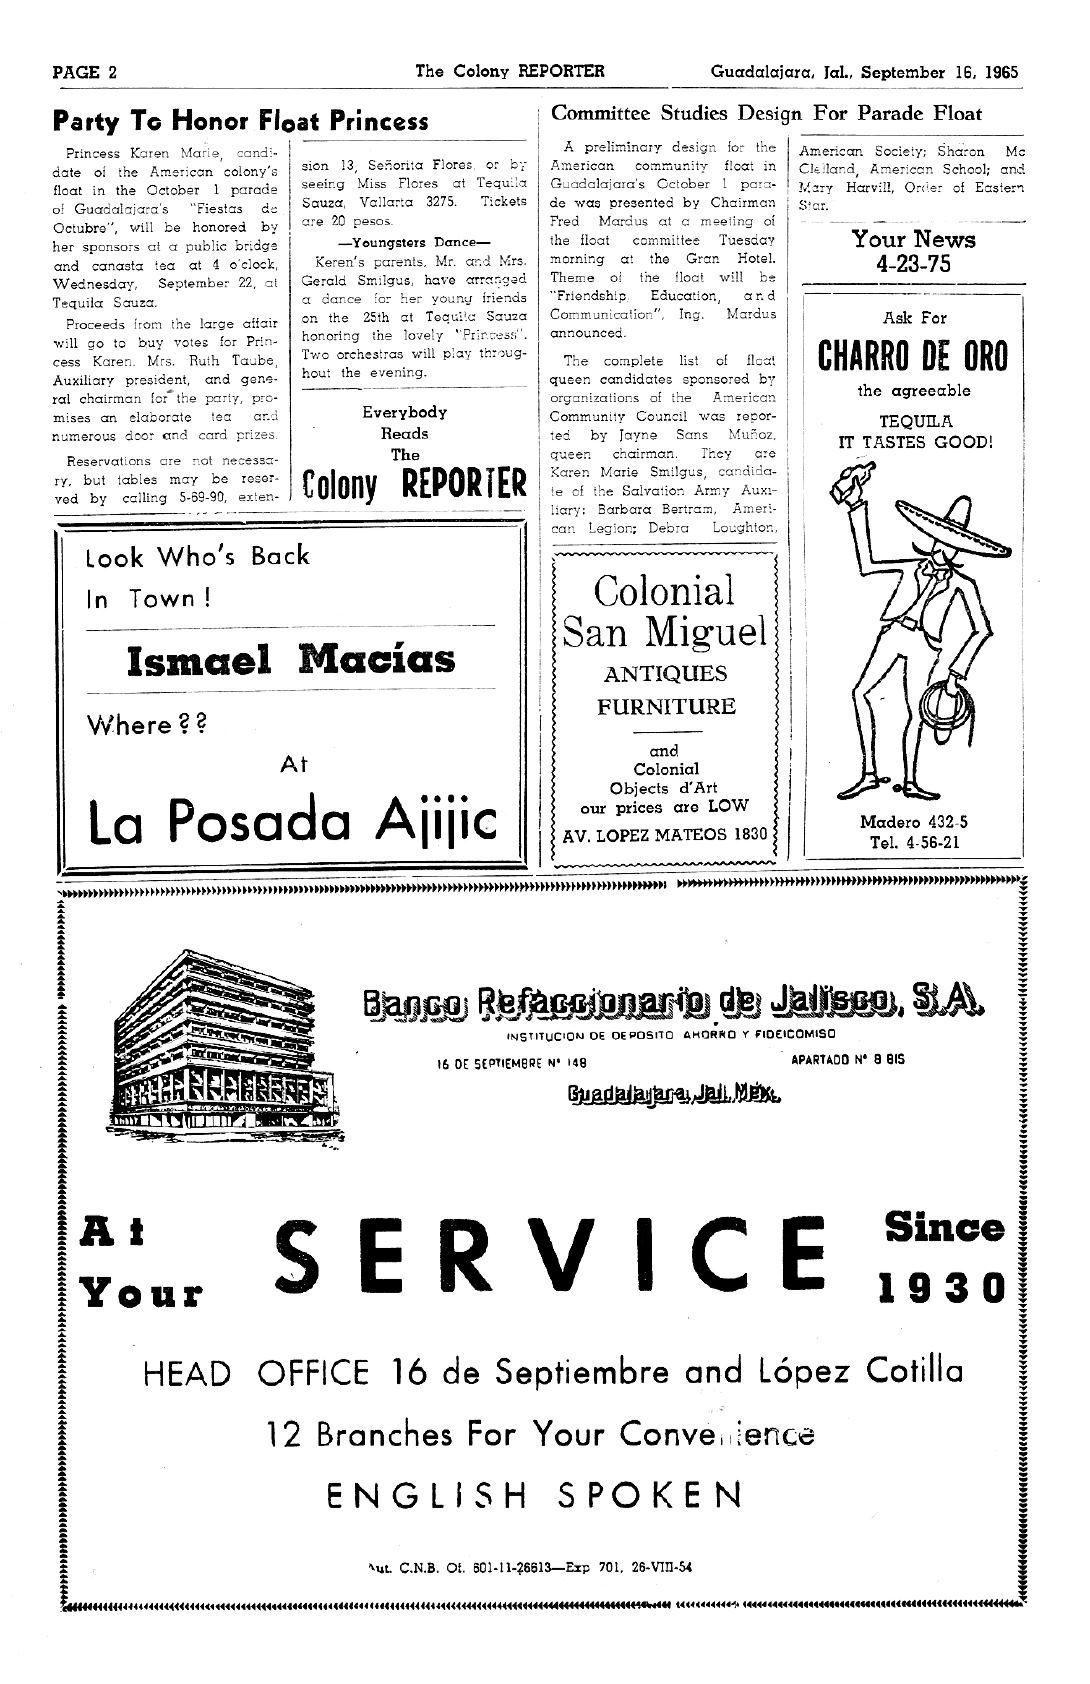 PAGE 2
The Colony REPORTER
Guadalajara, Jal., September 16, 1965
Party To Honor Float Princess
Princess Karen Marie, candi-
date of the American colony's
float in the October 1 parade
of Guadalajara's "Fiestas de
Octubre", will be honored by
her sponsors at a public bridge
and canasta tea at 4 o'clock,
Wednesday, September 22, at
Tequila Sauza.
Proceeds from the large affair
will go to buy votes for Prin-
cess Karen. Mrs. Ruth Taube,
Auxiliary president, and gene-
ral chairman for the party, pro-
mises an elaborate tea and
numerous door and card prizes.
Reservations are not necessa-
ry, but tables may be reser-
ved by calling 5-69-90, exten-
sion 13, Señorita Flores, or by
seeing Miss Flores at Tequila
Sauza, Vallarta 3275. Tickets
are 20 pesos.
—Youngsters Dance—
Keren's parents, Mr. and Mrs.
Gerald Smilgus, have arranged
a dance for her young friends
on the 25th at Tequila Sauza
honoring the lovely "Princess".
Two orchestras will play throug-
hout the evening.
Everybody
Reads
The
Colony REPORTER
Committee Studies Design For Parade Float
A preliminary design for the
American community float in
Guadalajara's October 1 para-
de was presented by Chairman
Fred Mardus at a meeting of
the float committee Tuesday
morning at the Gran Hotel.
Theme of the float will be
"Friendship, Education, and
Communication", Ing. Mardus
announced.
The complete list of float
queen candidates sponsored by
organizations of the American
Community Council was repor-
ted by Jayne Sans Muñoz,
queen chairman. They are
Karen Marie Smilgus, candida-
te of the Salvation Army Auxi-
liary; Barbara Bertram, Ameri-
can Legion; Debra Loughton,
American Society; Sharon Mc
Clelland, American School; and
Mary Harvill, Order of Eastern
Star.
Your News
4-23-75
Ask For
CHARRO DE ORO
the agreeable
TEQUILA
IT TASTES GOOD!
Madero 432-5
Tel. 4-56-21
Look Who's Back
In Town!
Ismael Macías
Where??
At
La Posada Ajijic
Colonial
San Miguel
ANTIQUES
FURNITURE
and
Colonial
Objects d'Art
our prices are LOW
AV. LOPEZ MATEOS 1830
Banco Refaccionario de Jalisco, S.A.
INSTITUCION DE DEPOSITO AHORRO Y FIDEICOMISO
16 DE SEPTIEMBRE N° 148
APARTADO N° 8 BIS
Guadalajara, Jal., Mex.
At
Your
SERVICE
Since
1930
HEAD OFFICE 16 de Septiembre and López Cotilla
12 Branches For Your Convenience
ENGLISH SPOKEN
Aut. C.N.B. Of. 601-11-26613—Exp 701, 26-VIII-54